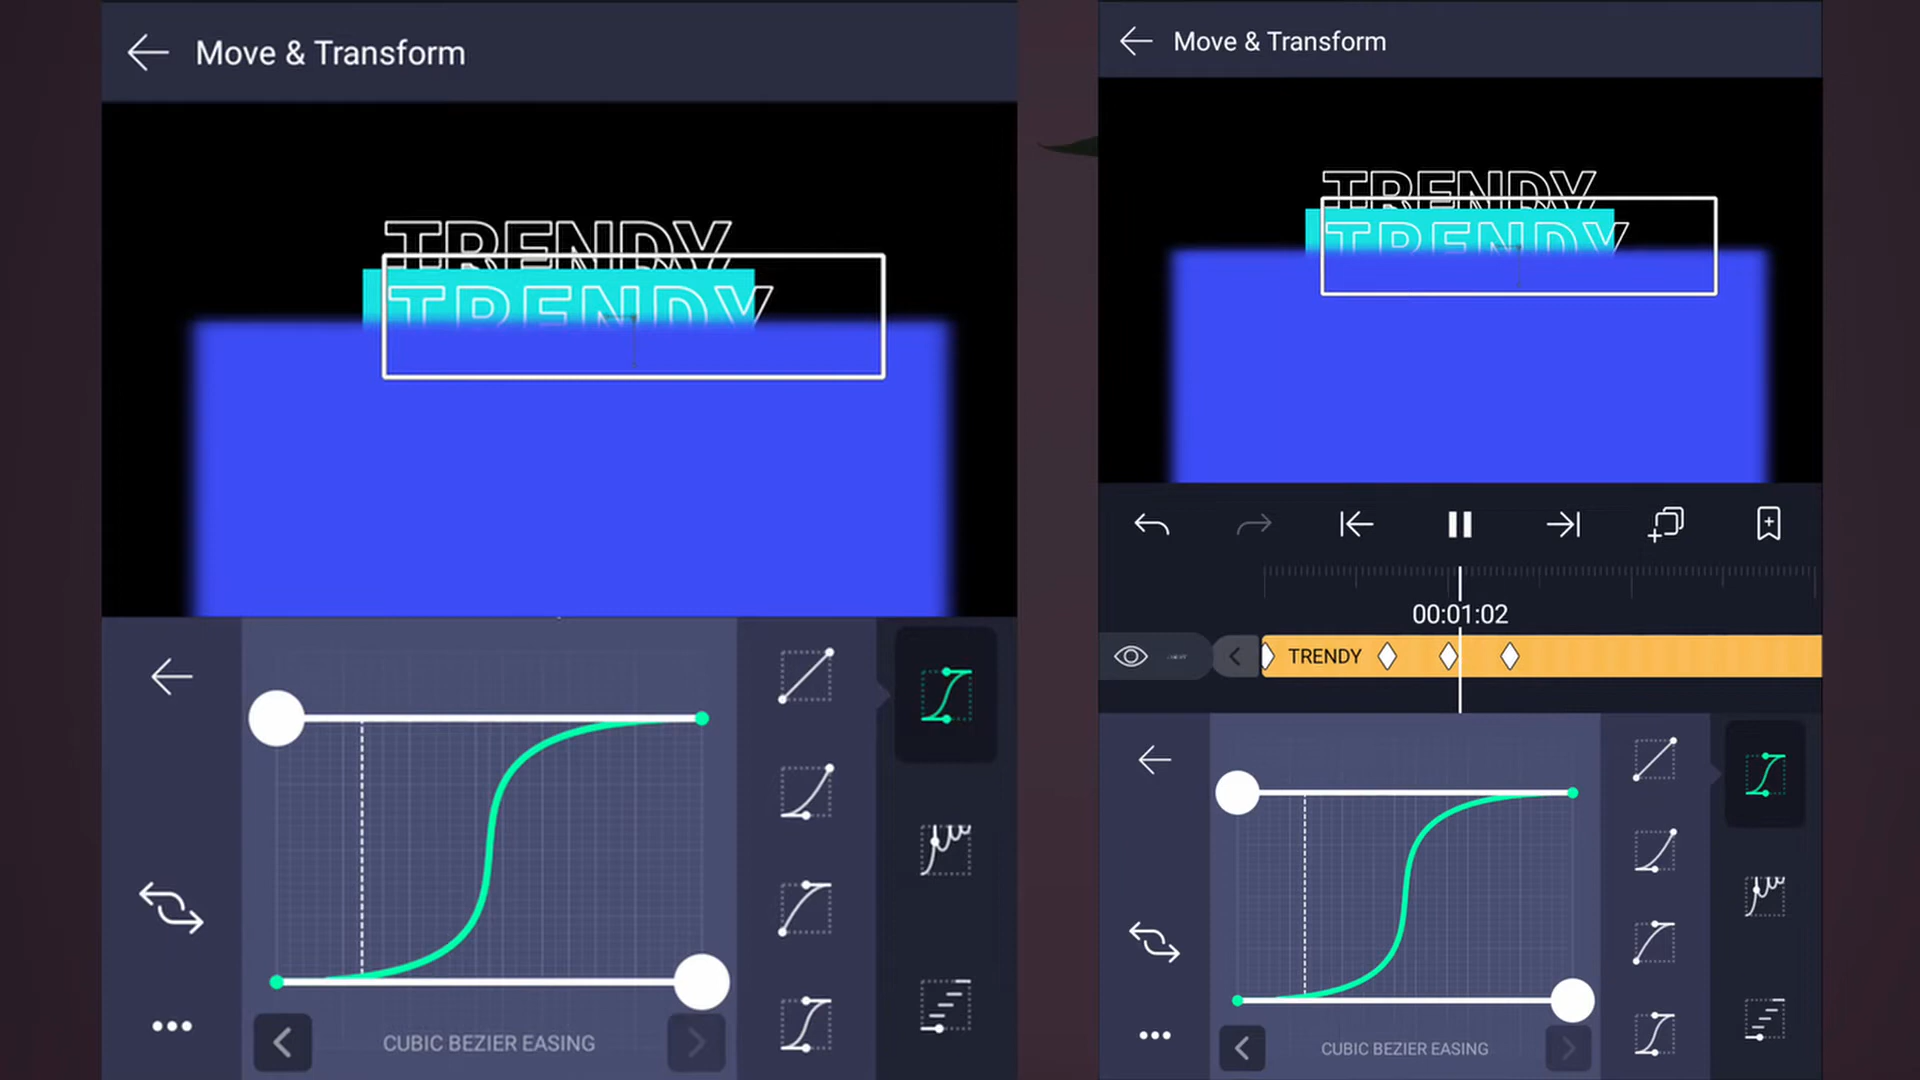 Move & Transform
TRENDY
TRENDY
CUBIC BEZIER EASING
Move & Transform
TRENDY
TRENDY
00:01:02
TRENDY
CUBIC BEZIER EASING